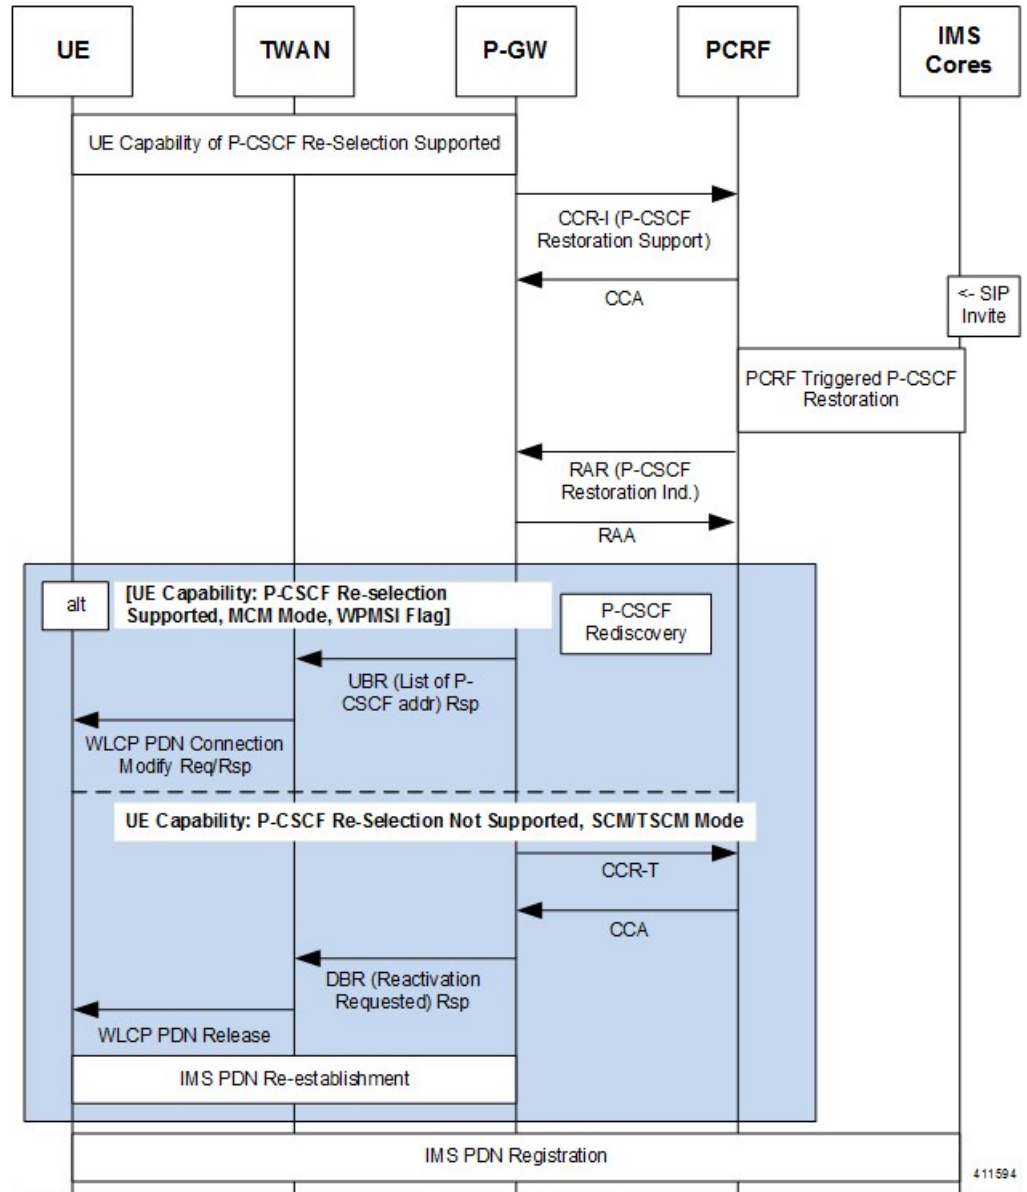 UE
TWAN
P-GW
PCRF
IMS
Cores
UE Capability of P-CSCF Re-Selection Supported
CCR-I (P-CSCF
Restoration Support)
CCA
<- SIP
Invite
PCRF Triggered P-CSCF
Restoration
RAR (P-CSCF
Restoration Ind.)
RAA
alt
[UE Capability: P-CSCF Re-selection
Supported, MCM Mode, WPMSI Flag]
P-CSCF
Rediscovery
UBR (List of P-
CSCF addr) Rsp
WLCP PDN Connection
Modify Req/Rsp
UE Capability: P-CSCF Re-Selection Not Supported, SCM/TSCM Mode
CCR-T
CCA
DBR (Reactivation
Requested) Rsp
WLCP PDN Release
IMS PDN Re-establishment
IMS PDN Registration
411594